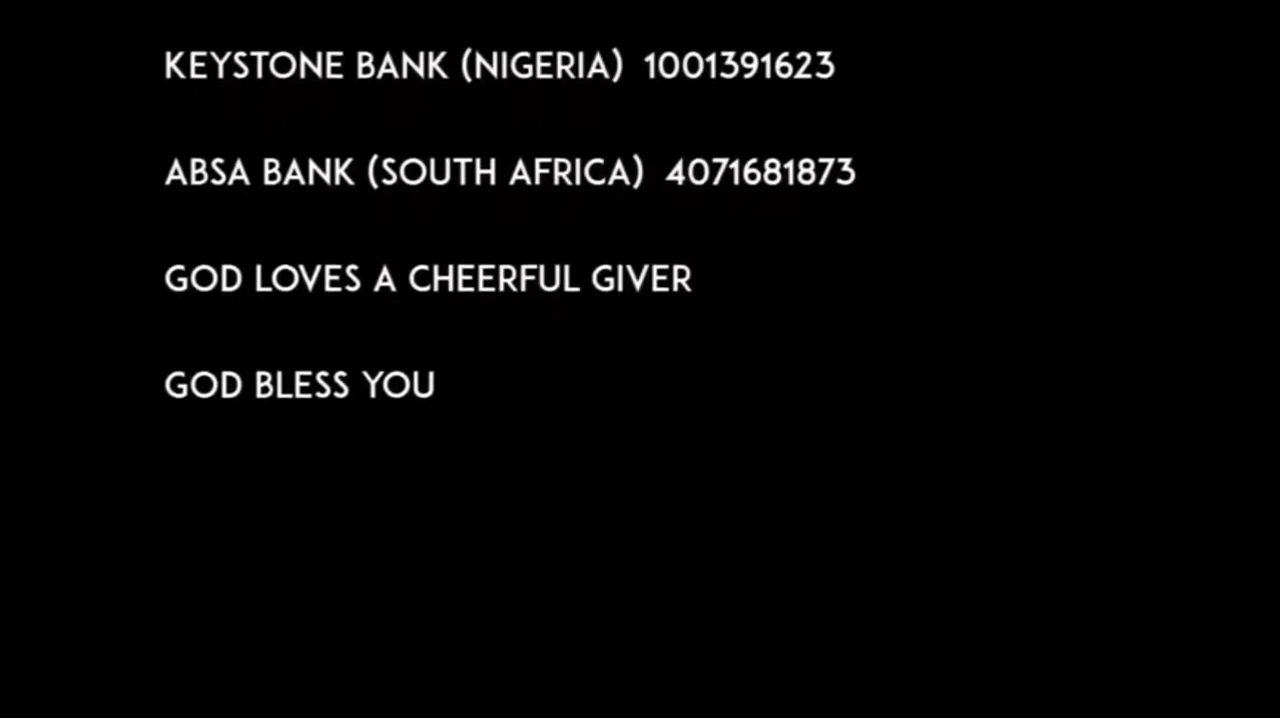 KEYSTONE BANK (NIGERIA) 1001391623
ABSA BANK (SOUTH AFRICA) 4071681873
GOD LOVES A CHEERFUL GIVER
GOD BLESS YOU